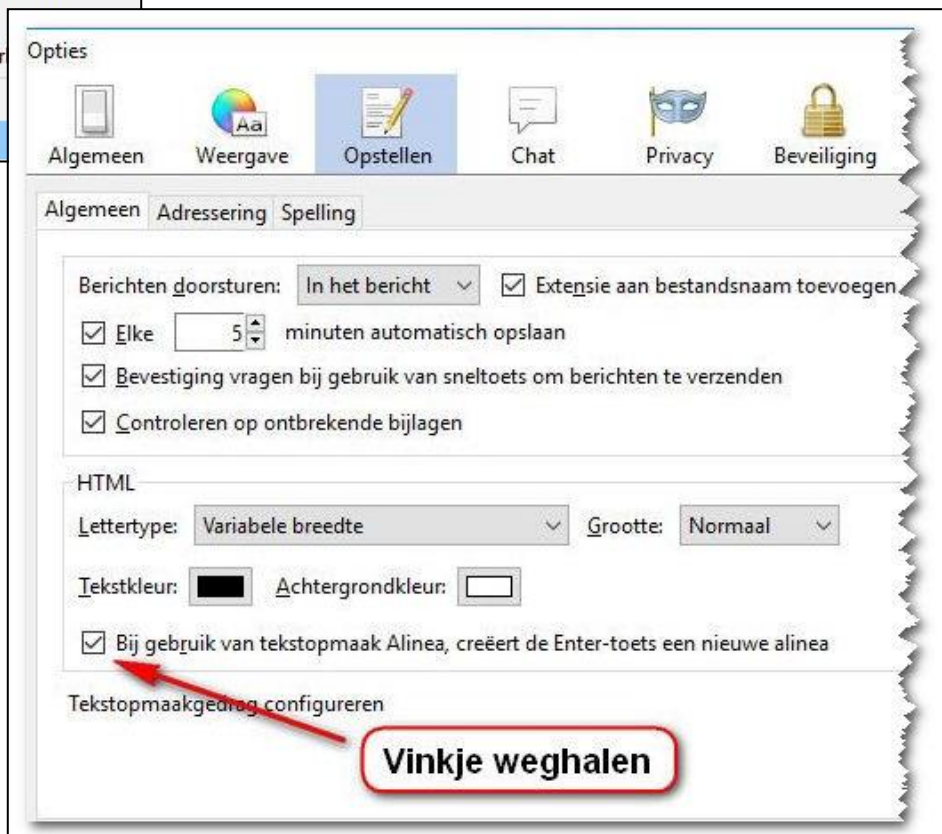 Opties
Algemeen Weergave Opstellen Chat Privacy Beveiliging
Algemeen Adressering Spelling
Berichten doorsturen: In het bericht Extensie aan bestandsnaam toevoegen
Elke 5 minuten automatisch opslaan
Bevestiging vragen bij gebruik van sneltoets om berichten te verzenden
Controleren op ontbrekende bijlagen
HTML
Lettertype: Variabele breedte Grootte: Normaal
Tekstkleur: Achtergrondkleur:
Bij gebruik van tekstopmaak Alinea, creëert de Enter-toets een nieuwe alinea
Tekstopmaakgedrag configureren
Vinkje weghalen